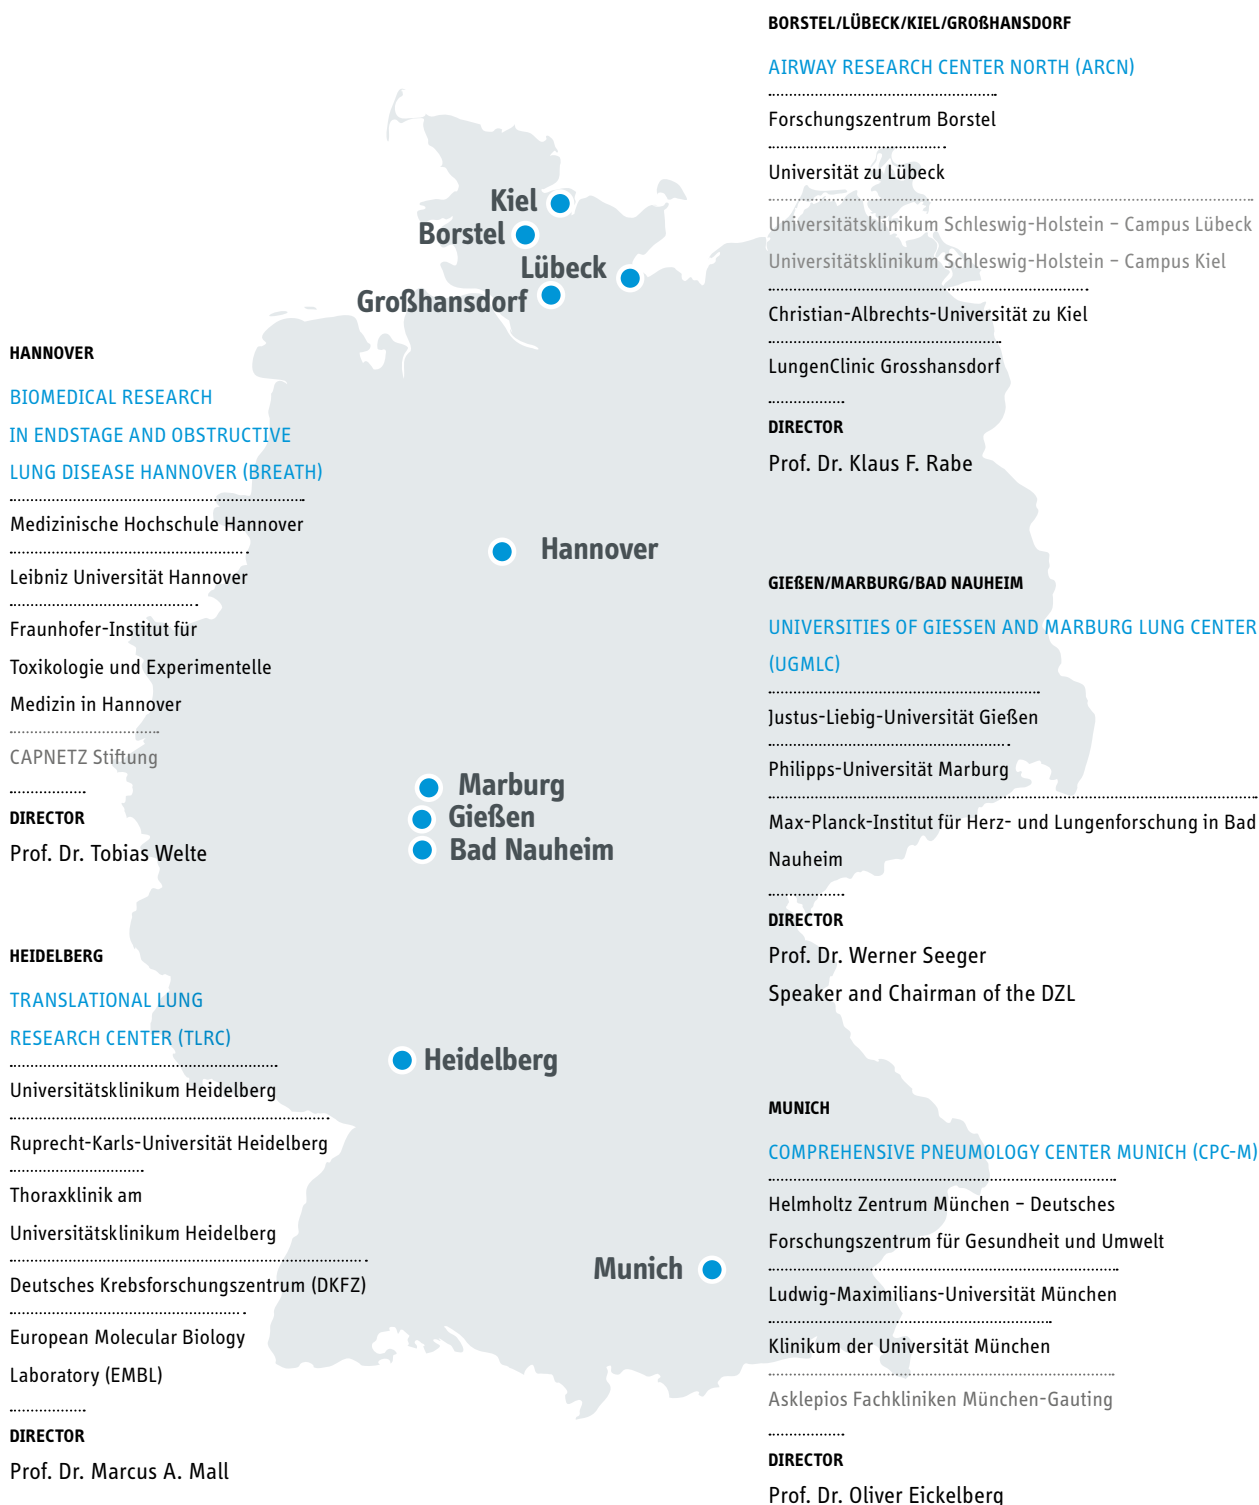 BORSTEL/LÜBECK/KIEL/GROßHANSDORF
AIRWAY RESEARCH CENTER NORTH (ARCN)
Forschungszentrum Borstel
Universität zu Lübeck
Universitätsklinikum Schleswig-Holstein – Campus Lübeck
Universitätsklinikum Schleswig-Holstein – Campus Kiel
Christian-Albrechts-Universität zu Kiel
LungenClinic Grosshansdorf
DIRECTOR
Prof. Dr. Klaus F. Rabe
Kiel
Borstel
Lübeck
Großhansdorf
HANNOVER
BIOMEDICAL RESEARCH
IN ENDSTAGE AND OBSTRUCTIVE
LUNG DISEASE HANNOVER (BREATH)
Medizinische Hochschule Hannover
Leibniz Universität Hannover
Fraunhofer-Institut für
Toxikologie und Experimentelle
Medizin in Hannover
CAPNETZ Stiftung
DIRECTOR
Prof. Dr. Tobias Welte
Hannover
GIEßEN/MARBURG/BAD NAUHEIM
UNIVERSITIES OF GIESSEN AND MARBURG LUNG CENTER
(UGMLC)
Justus-Liebig-Universität Gießen
Philipps-Universität Marburg
Max-Planck-Institut für Herz- und Lungenforschung in Bad
Nauheim
DIRECTOR
Prof. Dr. Werner Seeger
Speaker and Chairman of the DZL
Marburg
Gießen
Bad Nauheim
HEIDELBERG
TRANSLATIONAL LUNG
RESEARCH CENTER (TLRC)
Universitätsklinikum Heidelberg
Ruprecht-Karls-Universität Heidelberg
Thoraxklinik am
Universitätsklinikum Heidelberg
Deutsches Krebsforschungszentrum (DKFZ)
European Molecular Biology
Laboratory (EMBL)
DIRECTOR
Prof. Dr. Marcus A. Mall
Heidelberg
Munich
MUNICH
COMPREHENSIVE PNEUMOLOGY CENTER MUNICH (CPC-M)
Helmholtz Zentrum München – Deutsches
Forschungszentrum für Gesundheit und Umwelt
Ludwig-Maximilians-Universität München
Klinikum der Universität München
Asklepios Fachkliniken München-Gauting
DIRECTOR
Prof. Dr. Oliver Eickelberg